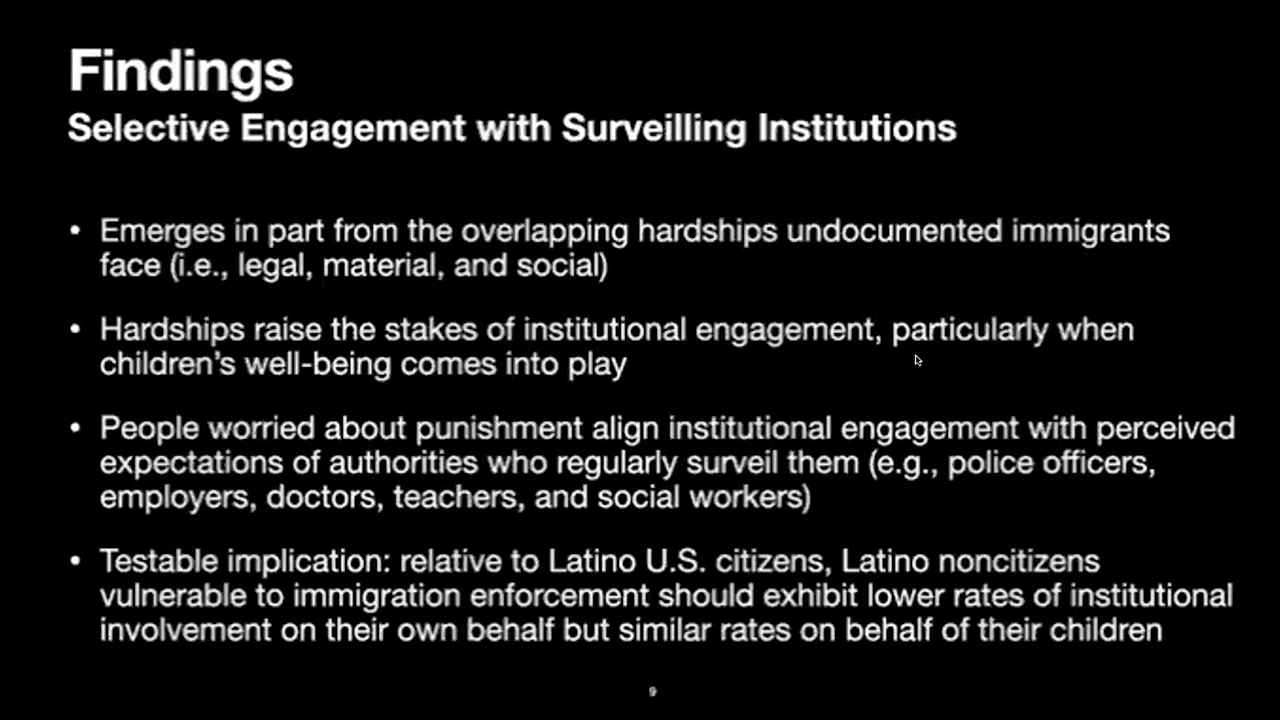 Findings
Selective Engagement with Surveilling Institutions
• Emerges in part from the overlapping hardships undocumented immigrants
face (i.e., legal, material, and social)
• Hardships raise the stakes of institutional engagement, particularly when
children’s well-being comes into play
• People worried about punishment align institutional engagement with perceived
expectations of authorities who regularly surveil them (e.g., police officers,
employers, doctors, teachers, and social workers)
• Testable implication: relative to Latino U.S. citizens, Latino noncitizens
vulnerable to immigration enforcement should exhibit lower rates of institutional
involvement on their own behalf but similar rates on behalf of their children
9